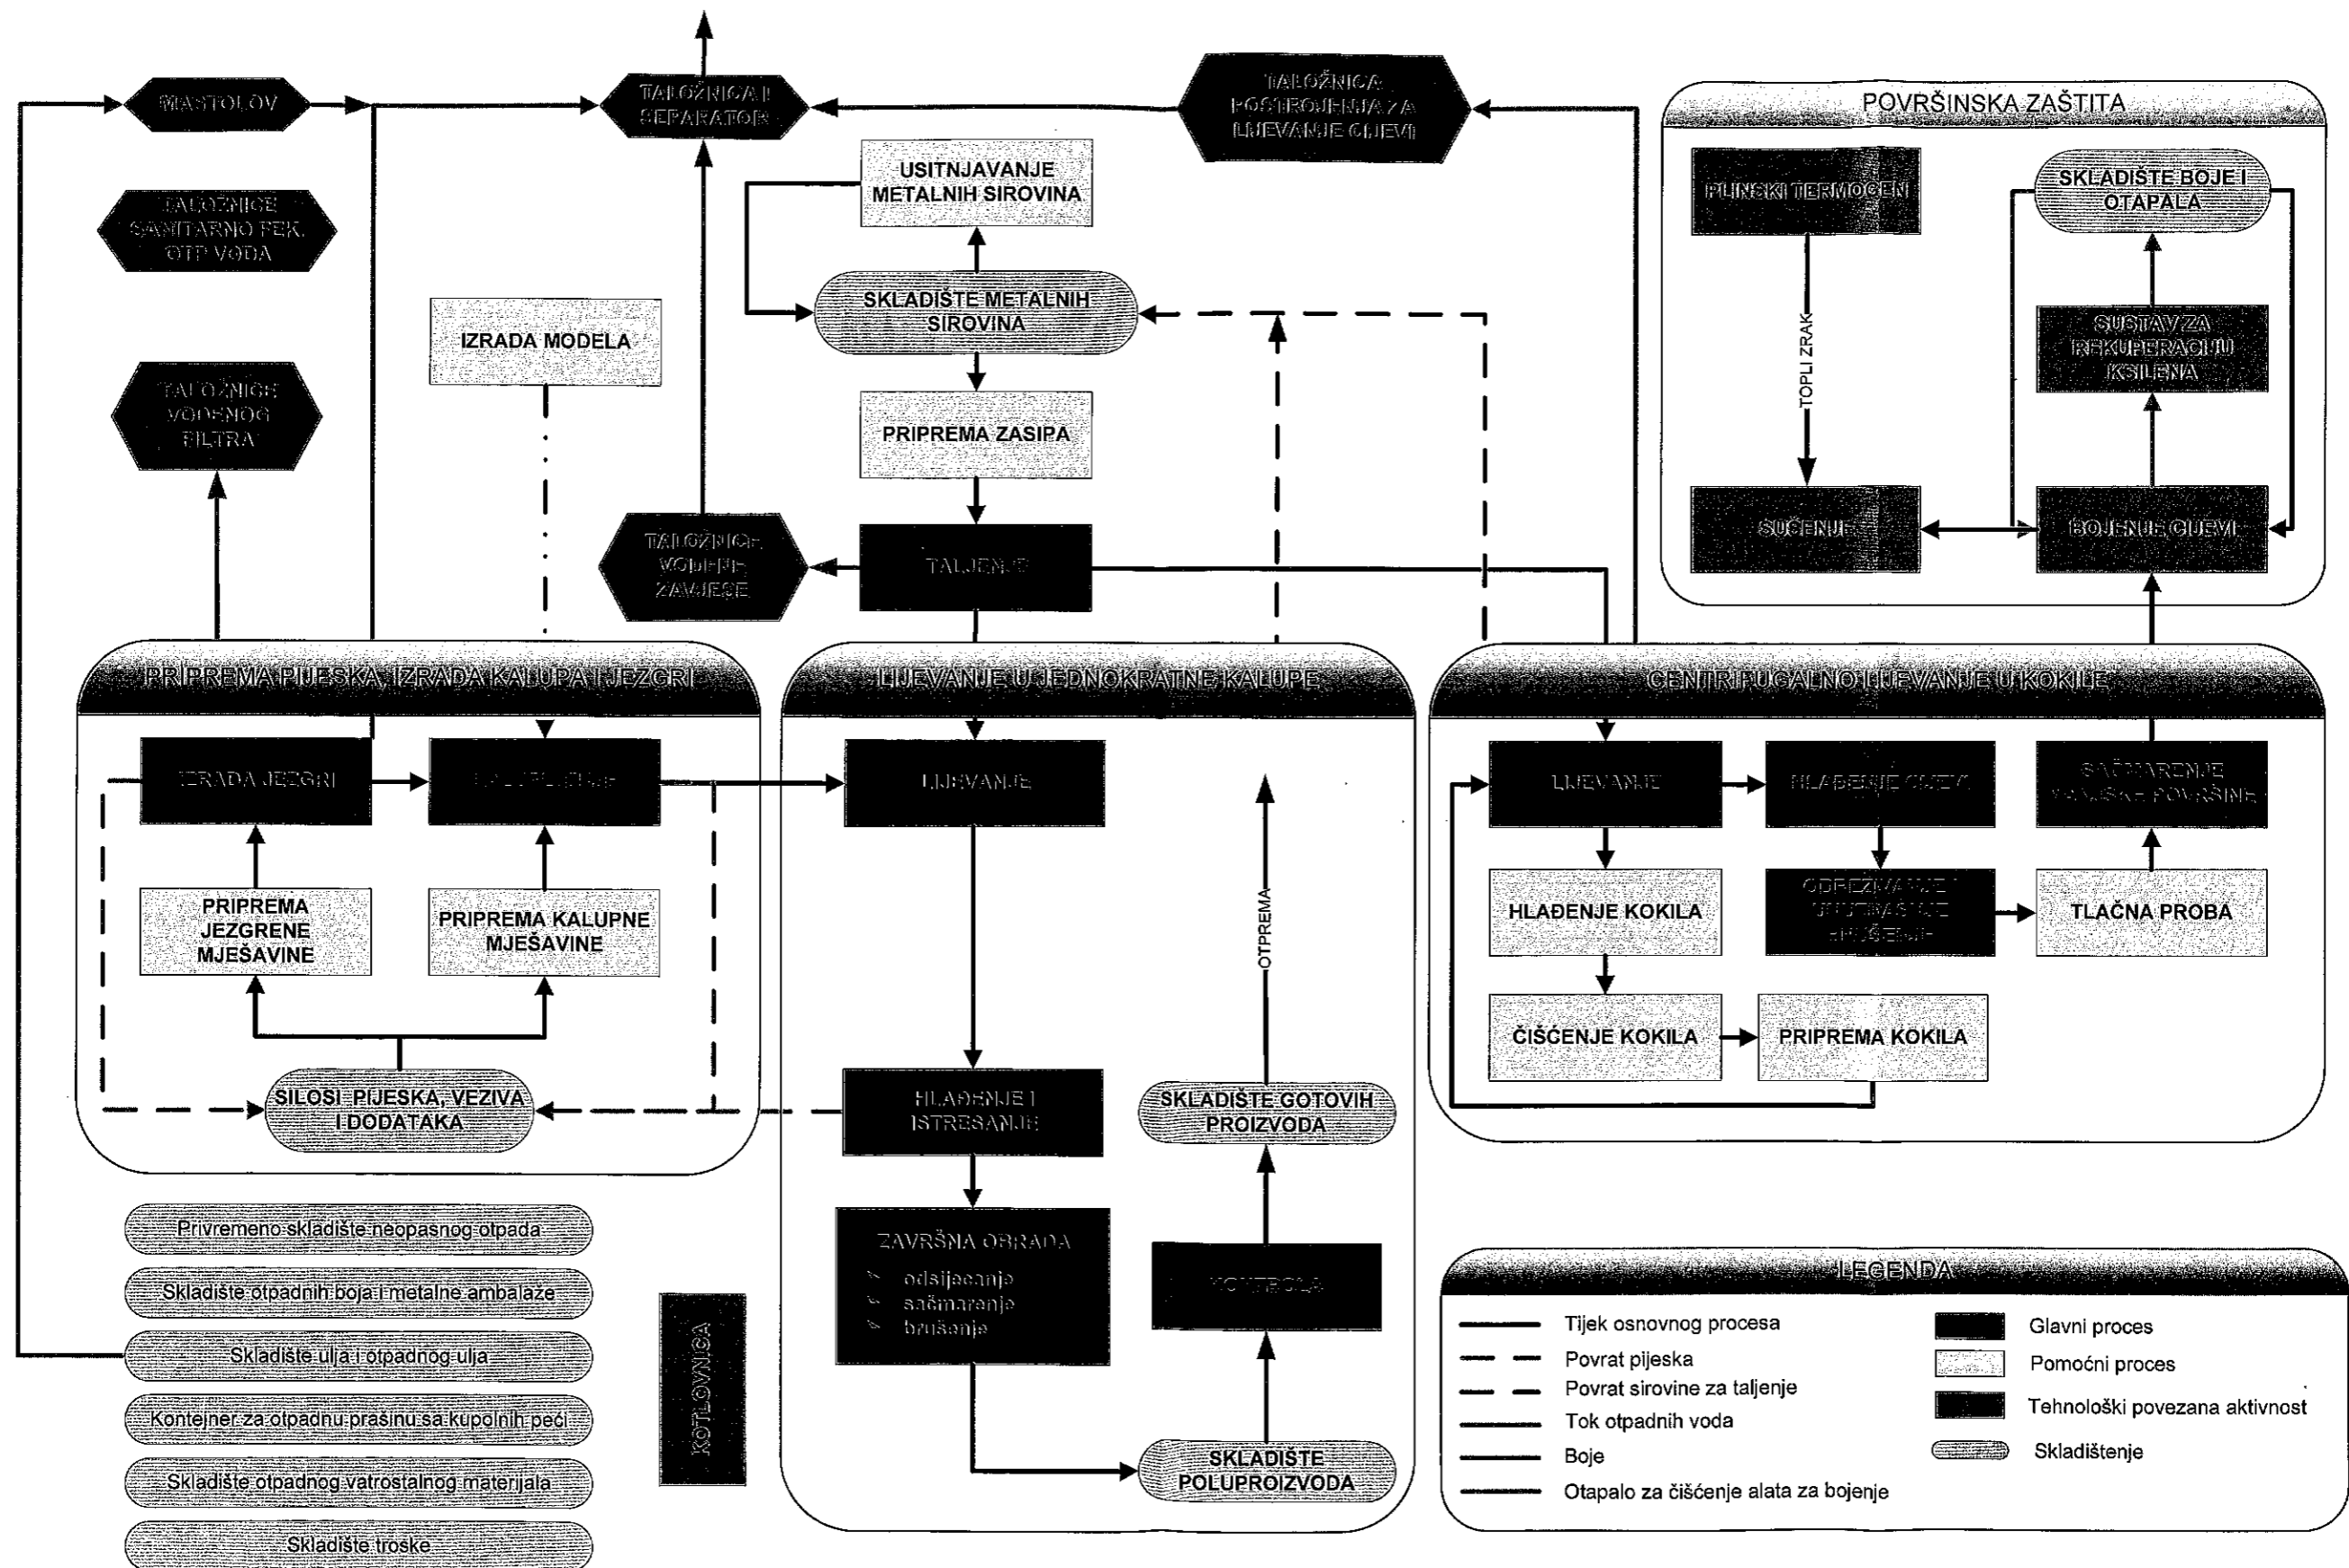 MASTOLOV
TALOŽNICA I
SEPARATOR
TALOŽNICA
POSTROJENJA ZA
LIJEVANJE CIJEVI
POVRŠINSKA ZAŠTITA
TALOŽNICE
SANITARNO FEK.
OTP VODA
USITNJAVANJE
METALNIH SIROVINA
PLINSKI TERMOGEN
SKLADIŠTE BOJE I
OTAPALA
SKLADIŠTE METALNIH
SIROVINA
IZRADA MODELA
TOPLI ZRAK
SUSTAV ZA
REKUPERACIJU
KSILENA
TALOŽNICE
VODENOG
FILTRA
PRIPREMA ZASIPA
TALOŽNICE
VODENE
ZAVJESE
TALJENJE
SUŠENJE
BOJENJE CIJEVI
PRIPREMA PIJESKA, IZRADA KALUPA I JEZGRI
LIJEVANJE U JEDNOKRATNE KALUPE
CENTRIFUGALNO LIJEVANJE U KOKILE
IZRADA JEZGRI
LIJEVANJE
LIJEVANJE
HLAĐENJE CIJEVI
SAČMARENJE
VANJSKE POVRŠINE
PRIPREMA
JEZGRENE
MJEŠAVINE
PRIPREMA KALUPNE
MJEŠAVINE
OTPREMA
HLAĐENJE KOKILA
ODREZIVANJE I
UNUTRAŠNJE
BRUŠENJE
TLAČNA PROBA
ČIŠĆENJE KOKILA
PRIPREMA KOKILA
SILOSI PIJESKA, VEZIVA
I DODATAKA
HLAĐENJE I
ISTRESANJE
SKLADIŠTE GOTOVIH
PROIZVODA
Privremeno skladište neopasnog otpada
Skladište otpadnih boja i metalne ambalaže
Skladište ulja i otpadnog ulja
Kontejner za otpadnu prašinu sa kupolnih peći
Skladište otpadnog vatrostalnog materijala
Skladište troske
KOTLOVNICA
ZAVRŠNA OBRADA
odsijecanje
sačmarenje
brušenje
KONTROLA
SKLADIŠTE
POLUPROIZVODA
LEGENDA
Tijek osnovnog procesa
Povrat pijeska
Povrat sirovine za taljenje
Tok otpadnih voda
Boje
Otapalo za čišćenje alata za bojenje
Glavni proces
Pomoćni proces
Tehnološki povezana aktivnost
Skladištenje